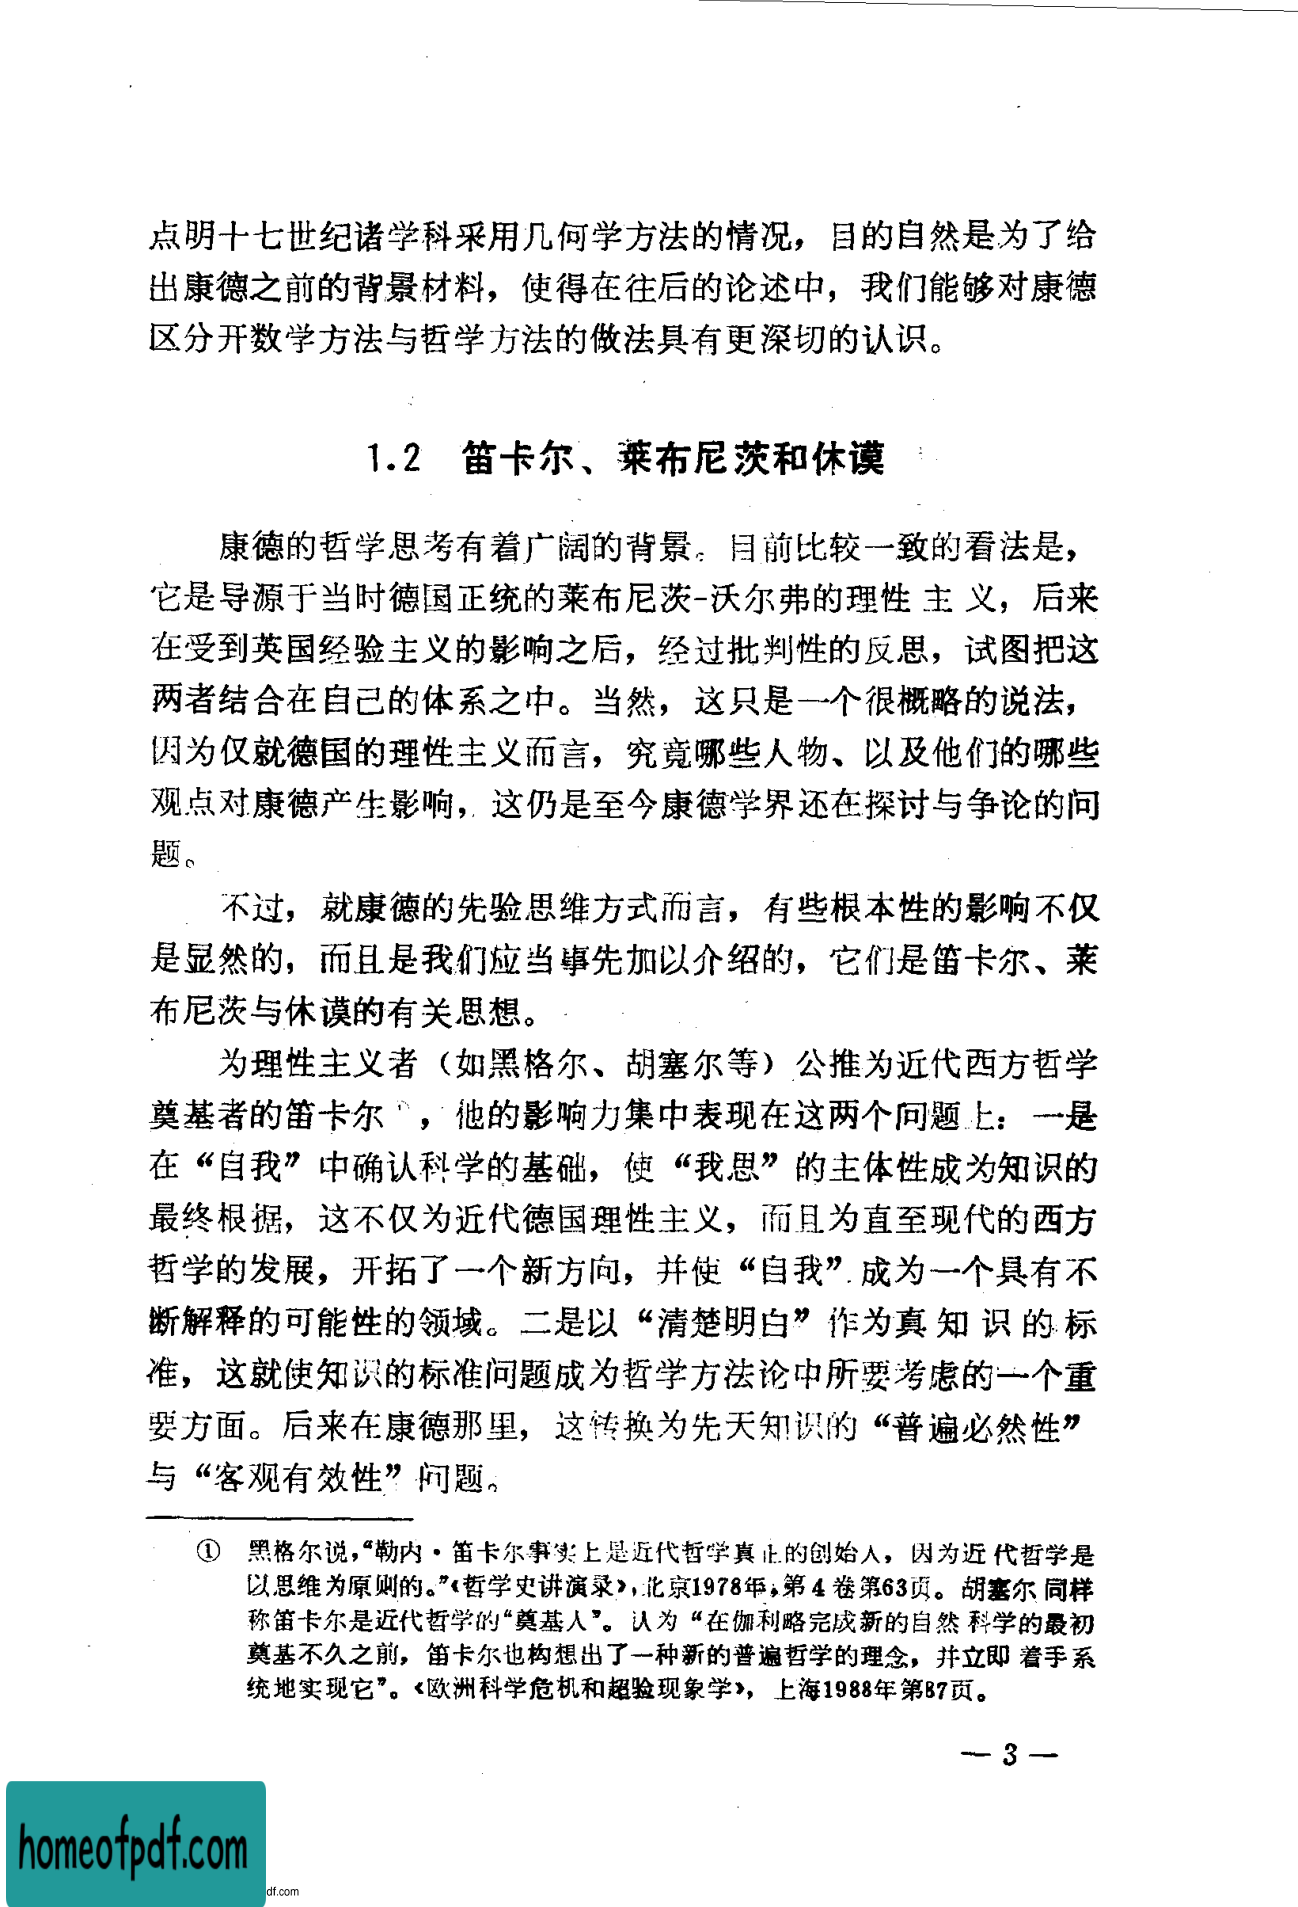 点明十七世纪诸学科采用几何学方法的情况，目的自然是为了给
出康德之前的背景材料，使得在往后的论述中，我们能够对康德
区分开数学方法与哲学方法的做法具有更深切的认识。
1.2 笛卡尔、莱布尼茨和休谟
康德的哲学思考有着广阔的背景。目前比较一致的看法是，
它是导源于当时德国正统的莱布尼茨-沃尔弗的理性主义，后来
在受到英国经验主义的影响之后，经过批判性的反思，试图把这
两者结合在自己的体系之中。当然，这只是一个很概略的说法，
因为仅就德国的理性主义而言，究竟哪些人物、以及他们的哪些
观点对康德产生影响，这仍是至今康德学界还在探讨与争论的问
题。
不过，就康德的先验思维方式而言，有些根本性的影响不仅
是显然的，而且是我们应当事先加以介绍的，它们是笛卡尔、莱
布尼茨与休谟的有关思想。
为理性主义者（如黑格尔、胡塞尔等）公推为近代西方哲学
奠基者的笛卡尔，他的影响力集中表现在这两个问题上：一是
在“自我”中确认科学的基础，使“我思”的主体性成为知识的
最终根据，这不仅为近代德国理性主义，而且为直至现代的西方
哲学的发展，开拓了一个新方向，并使“自我”成为一个具有不
断解释的可能性的领域。二是以“清楚明白”作为真知识的标
准，这就使知识的标准问题成为哲学方法论中所要考虑的一个重
要方面。后来在康德那里，这转换为先天知识的“普遍必然性”
与“客观有效性”问题。
① 黑格尔说，“勒内·笛卡尔事实上是近代哲学真正的创始人，因为近代哲学是
以思维为原则的。”《哲学史讲演录》，北京1978年，第4卷第63页。胡塞尔同样
称笛卡尔是近代哲学的“奠基人”。认为“在伽利略完成新的自然科学的最初
奠基不久之前，笛卡尔也构想出了一种新的普遍哲学的理念，并立即着手系
统地实现它”。《欧洲科学危机和超验现象学》，上海1988年第87页。
— 3 —
homeofpdf.com
df.com